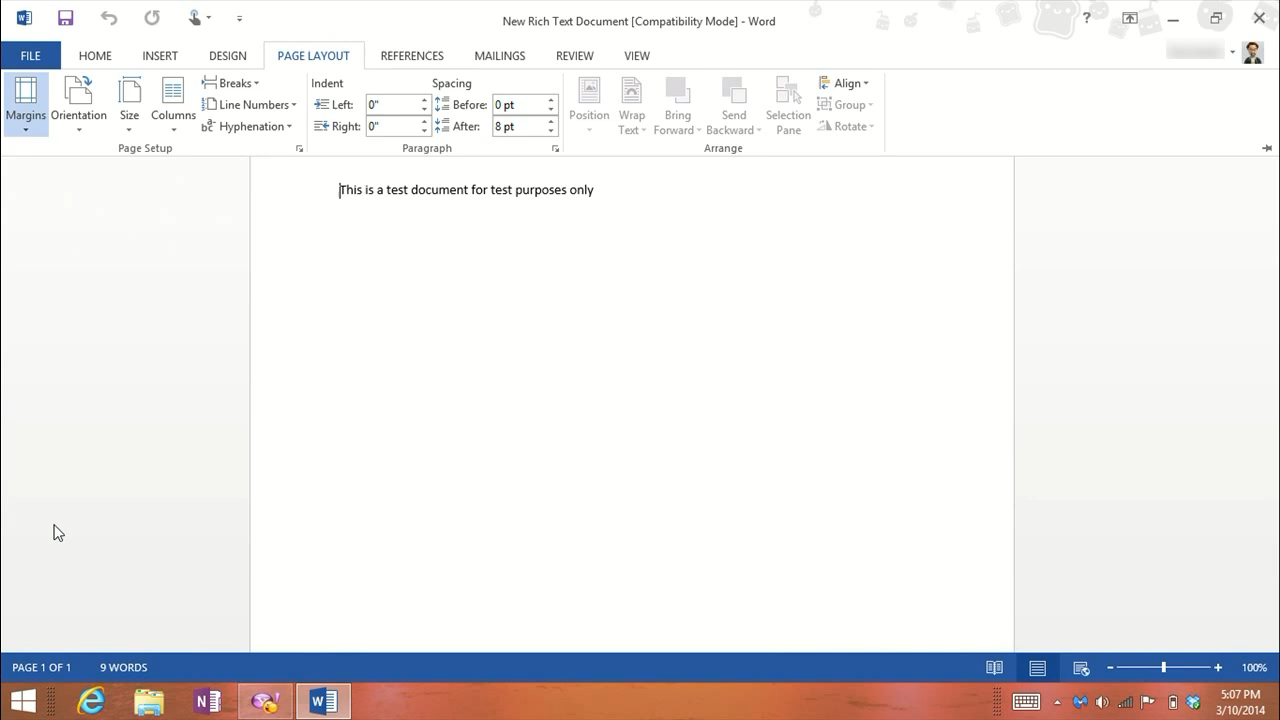 New Rich Text Document [Compatibility Mode] - Word
?
FILE HOME INSERT DESIGN PAGE LAYOUT REFERENCES MAILINGS REVIEW VIEW
Margins
Orientation
Size
Columns
Breaks
Line Numbers
Hyphenation
Page Setup
Indent
Left: 0"
Right: 0"
Spacing
Before: 0 pt
After: 8 pt
Paragraph
Position
Wrap
Text
Bring
Forward
Send
Backward
Selection
Pane
Align
Group
Rotate
Arrange
This is a test document for test purposes only
PAGE 1 OF 1 9 WORDS
100%
5:07 PM
3/10/2014